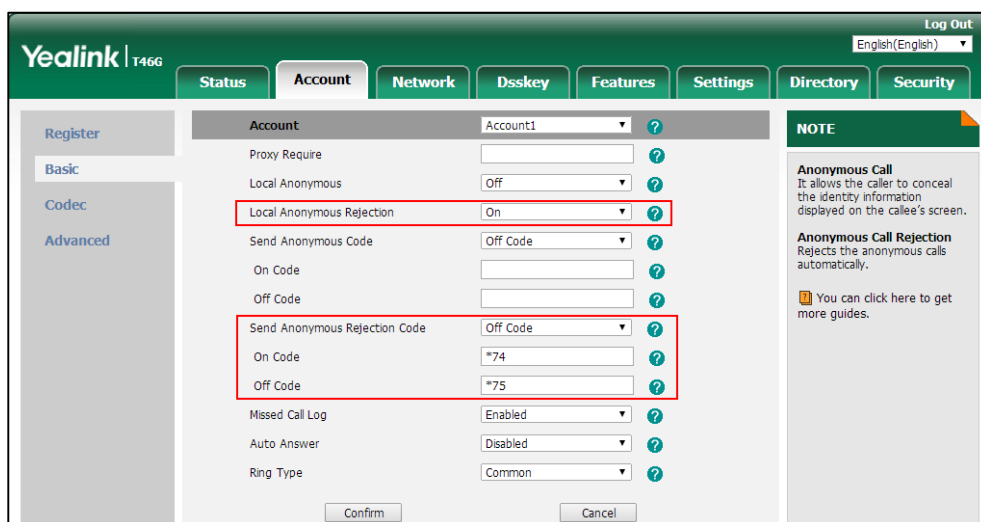 Log Out
Yealink | T46G
English(English)
Status Account Network Dsskey Features Settings Directory Security
Register
Basic
Codec
Advanced
Account Account1
Proxy Require
Local Anonymous Off
Local Anonymous Rejection On
Send Anonymous Code Off Code
On Code
Off Code
Send Anonymous Rejection Code Off Code
On Code *74
Off Code *75
Missed Call Log Enabled
Auto Answer Disabled
Ring Type Common
Confirm Cancel
NOTE
Anonymous Call
It allows the caller to conceal
the identity information
displayed on the callee's screen.
Anonymous Call Rejection
Rejects the anonymous calls
automatically.
You can click here to get
more guides.